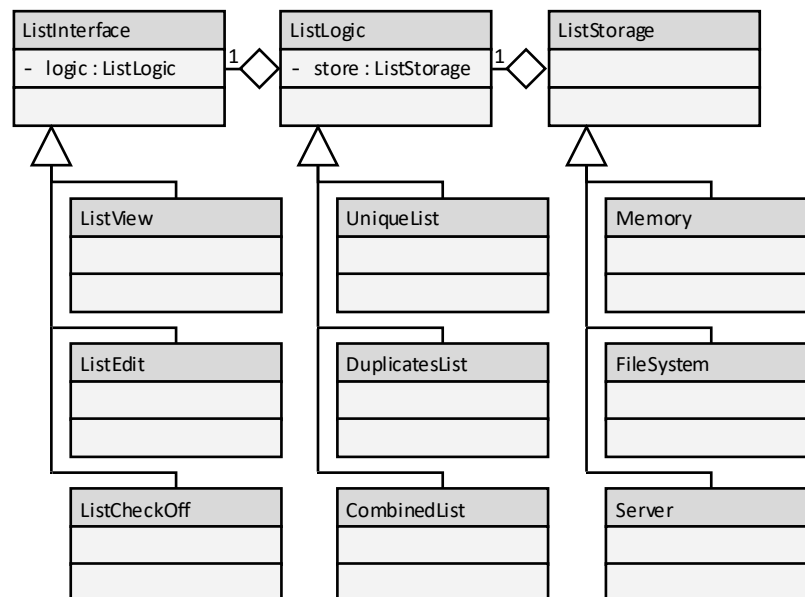 ListInterface
- logic : ListLogic
1
ListLogic
- store : ListStorage
1
ListStorage
ListView
UniqueList
Memory
ListEdit
DuplicatesList
FileSystem
ListCheckOff
CombinedList
Server